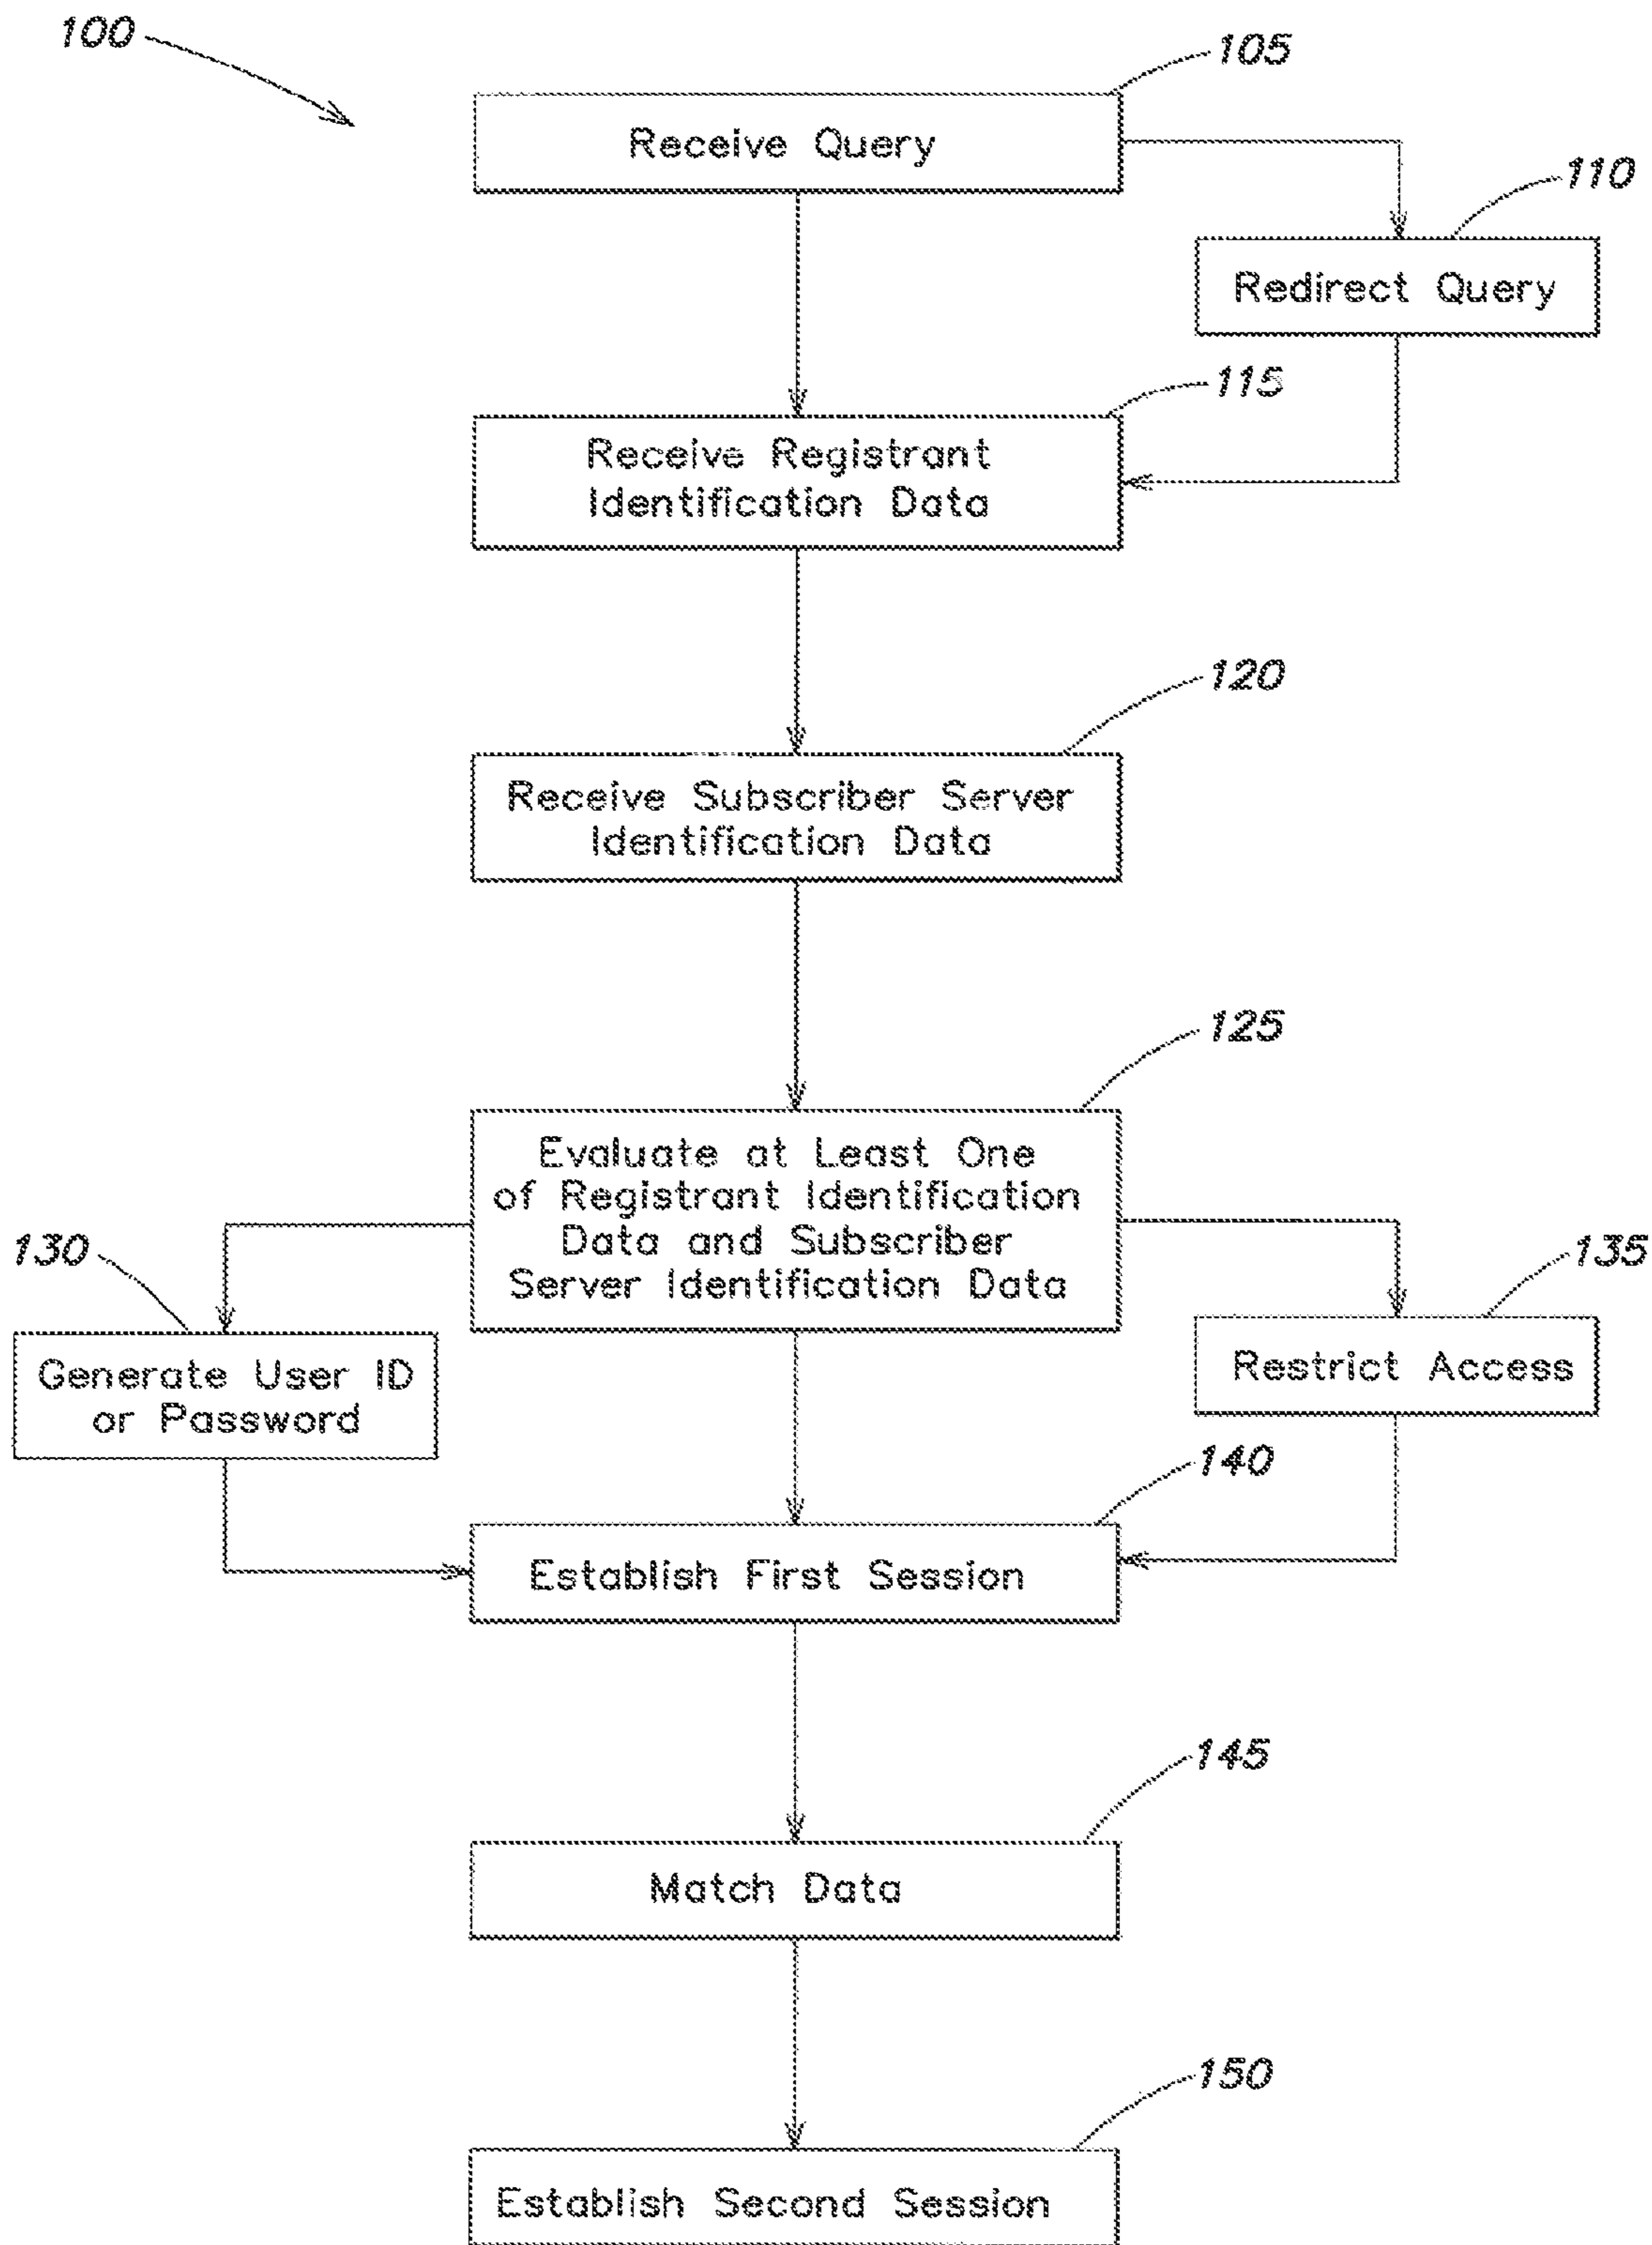 100
105
Receive Query
110
Redirect Query
115
Receive Registrant
Identification Data
120
Receive Subscriber Server
Identification Data
125
Evaluate at Least One
of Registrant Identification
Data and Subscriber
Server Identification Data
130
Generate User ID
or Password
135
Restrict Access
140
Establish First Session
145
Match Data
150
Establish Second Session